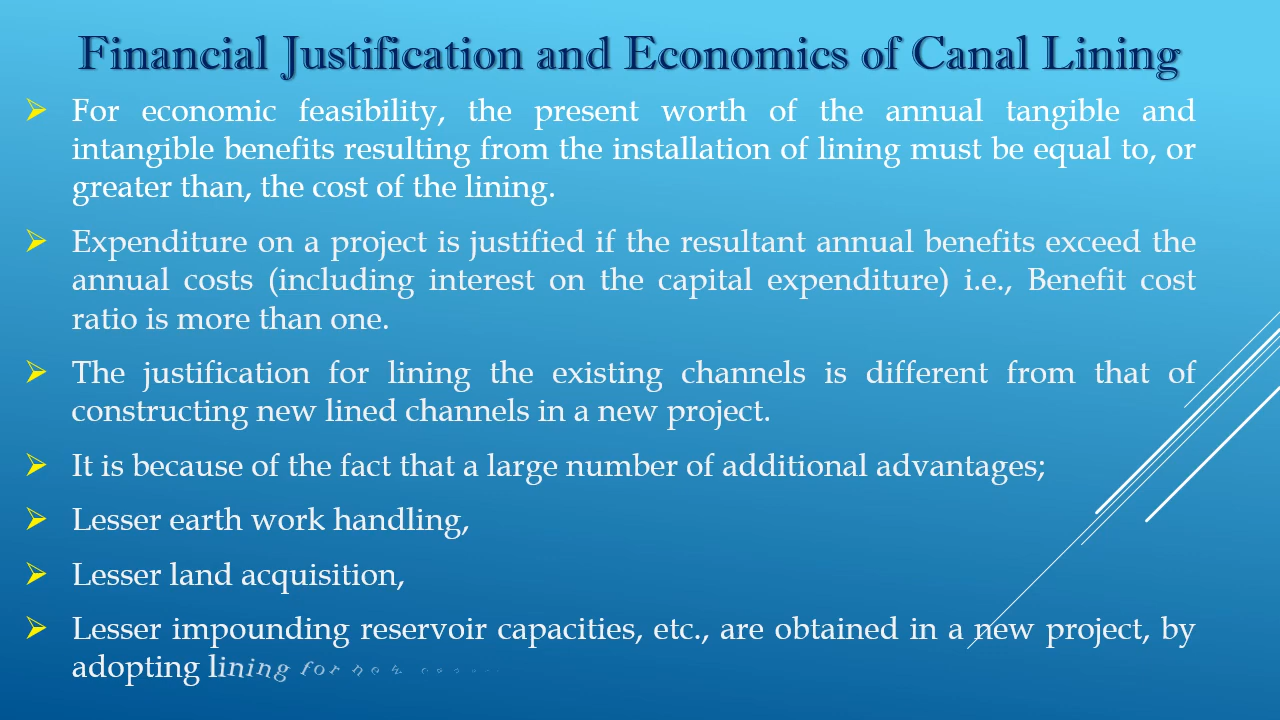 Financial Justification and Economics of Canal Lining
For economic feasibility, the present worth of the annual tangible and
intangible benefits resulting from the installation of lining must be equal to, or
greater than, the cost of the lining.
Expenditure on a project is justified if the resultant annual benefits exceed the
annual costs (including interest on the capital expenditure) i.e., Benefit cost
ratio is more than one.
The justification for lining the existing channels is different from that of
constructing new lined channels in a new project.
It is because of the fact that a large number of additional advantages;
Lesser earth work handling,
Lesser land acquisition,
Lesser impounding reservoir capacities, etc., are obtained in a new project, by
adopting lining for new